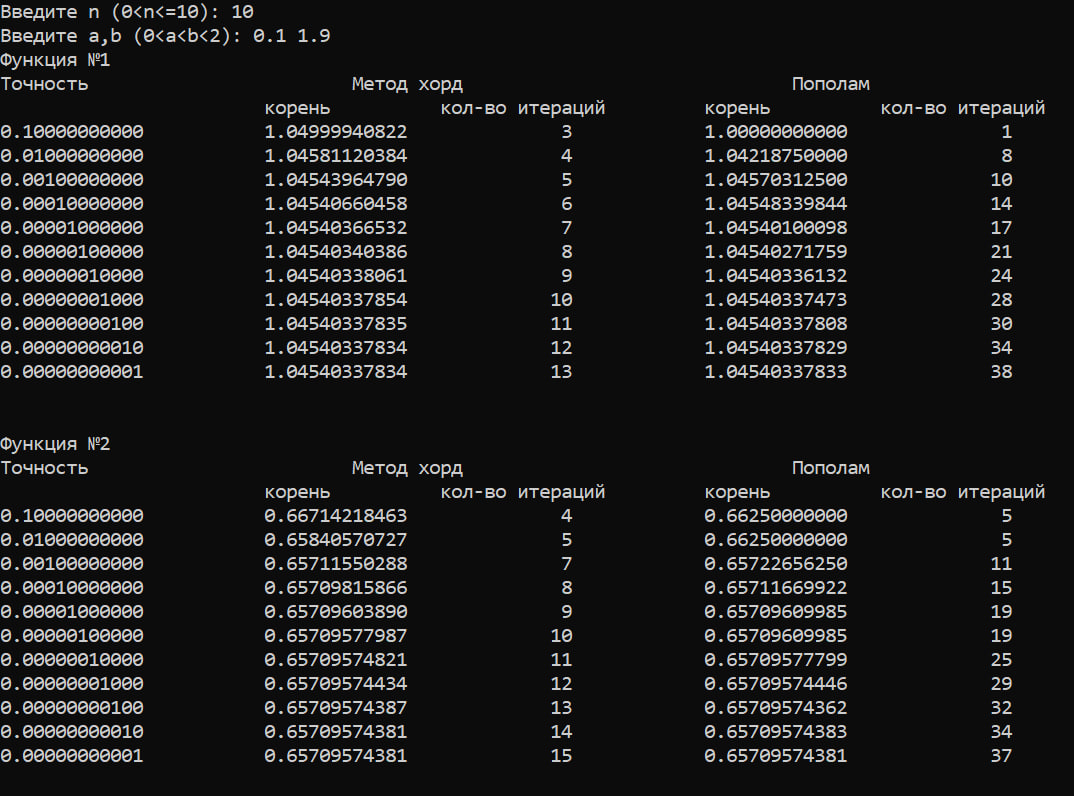 Введите n (0<n<=10): 10
Введите a,b (0<a<b<2): 0.1 1.9
Функция №1
Точность Метод хорд Пополам
корень кол-во итераций корень кол-во итераций
0.10000000000 1.04999940822 3 1.00000000000 1
0.01000000000 1.04581120384 4 1.04218750000 8
0.00100000000 1.04543964790 5 1.04570312500 10
0.00010000000 1.04540660458 6 1.04548339844 14
0.00001000000 1.04540366532 7 1.04540100098 17
0.00000100000 1.04540340386 8 1.04540271759 21
0.00000010000 1.04540338061 9 1.04540336132 24
0.00000001000 1.04540337854 10 1.04540337473 28
0.00000000100 1.04540337835 11 1.04540337808 30
0.00000000010 1.04540337834 12 1.04540337829 34
0.00000000001 1.04540337834 13 1.04540337833 38
Функция №2
Точность Метод хорд Пополам
корень кол-во итераций корень кол-во итераций
0.10000000000 0.66714218463 4 0.66250000000 5
0.01000000000 0.65840570727 5 0.66250000000 5
0.00100000000 0.65711550288 7 0.65722656250 11
0.00010000000 0.65709815866 8 0.65711669922 15
0.00001000000 0.65709603890 9 0.65709609985 19
0.00000100000 0.65709577987 10 0.65709609985 19
0.00000010000 0.65709574821 11 0.65709577799 25
0.00000001000 0.65709574434 12 0.65709574446 29
0.00000000100 0.65709574387 13 0.65709574362 32
0.00000000010 0.65709574381 14 0.65709574383 34
0.00000000001 0.65709574381 15 0.65709574381 37